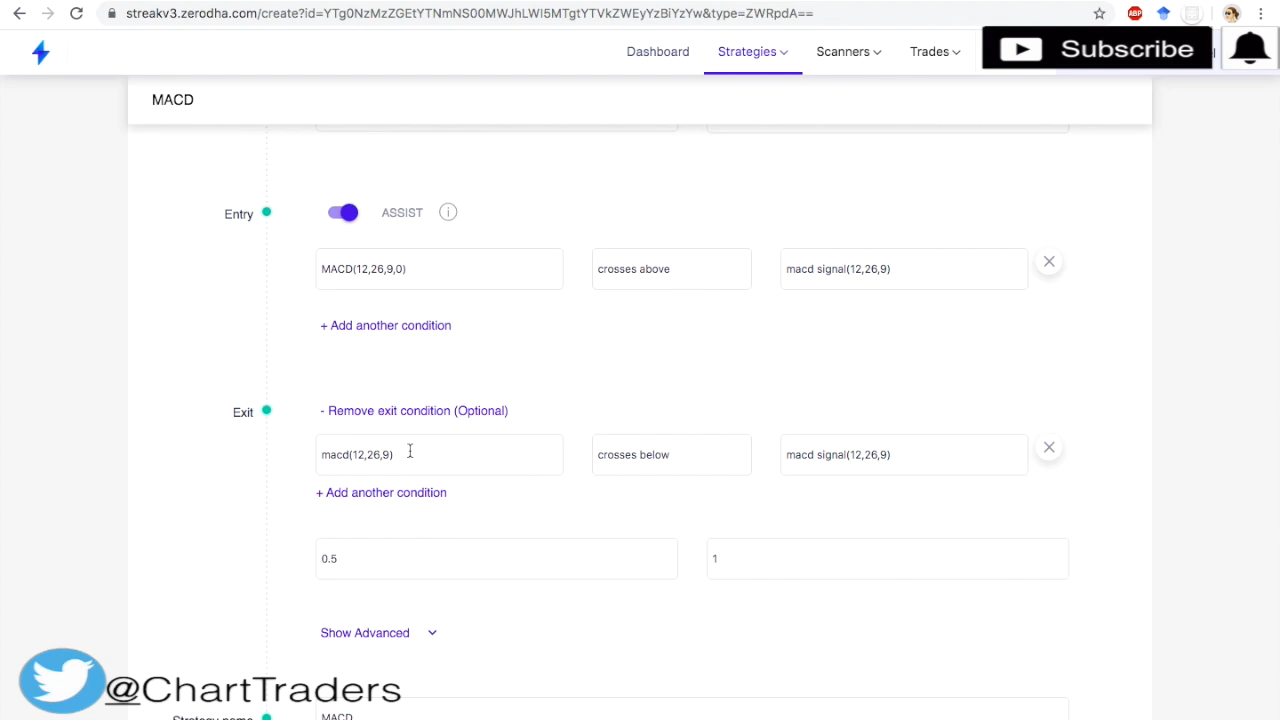 streakv3.zerodha.com/create?id=YTg0NzMzZGEtYTNmNS00MWJhLWI5MTgtYTVkZWEyYzBiYzYw&type=ZWRpdA==
ABP
Dashboard Strategies Scanners Trades Subscribe
MACD
Entry ASSIST i
MACD(12,26,9,0) crosses above macd signal(12,26,9)
+ Add another condition
Exit - Remove exit condition (Optional)
macd(12,26,9) crosses below macd signal(12,26,9)
+ Add another condition
0.5 1
Show Advanced
@ChartTraders
Strategy name MACD